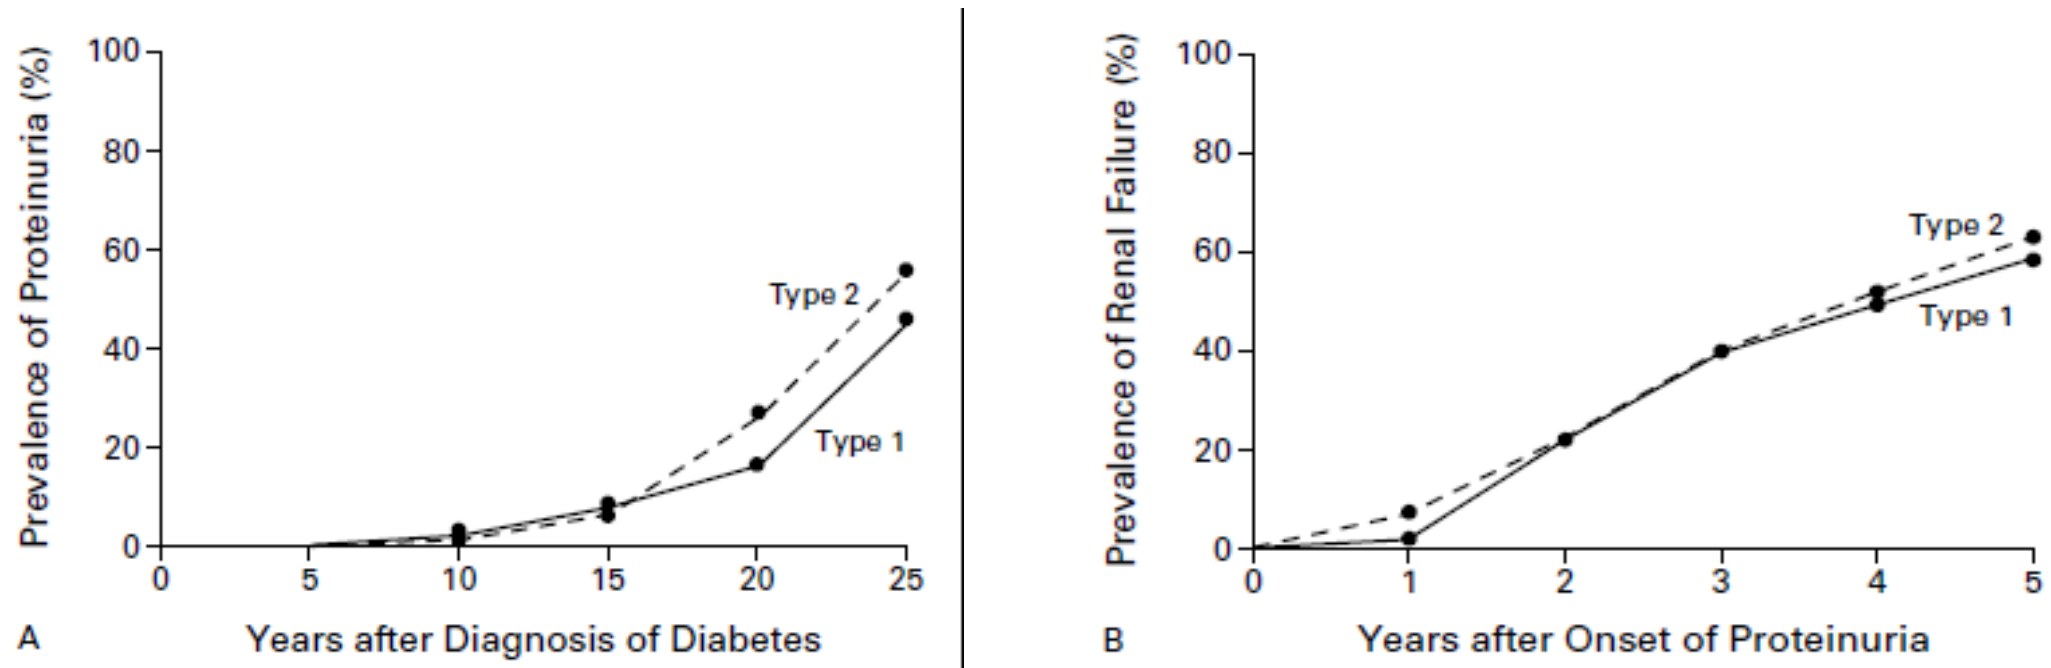 Prevalence of Proteinuria (%)
100
80
60
40
20
0
Type 2
Type 1
0 5 10 15 20 25
A Years after Diagnosis of Diabetes
Prevalence of Renal Failure (%)
100
80
60
40
20
0
Type 2
Type 1
0 1 2 3 4 5
B Years after Onset of Proteinuria